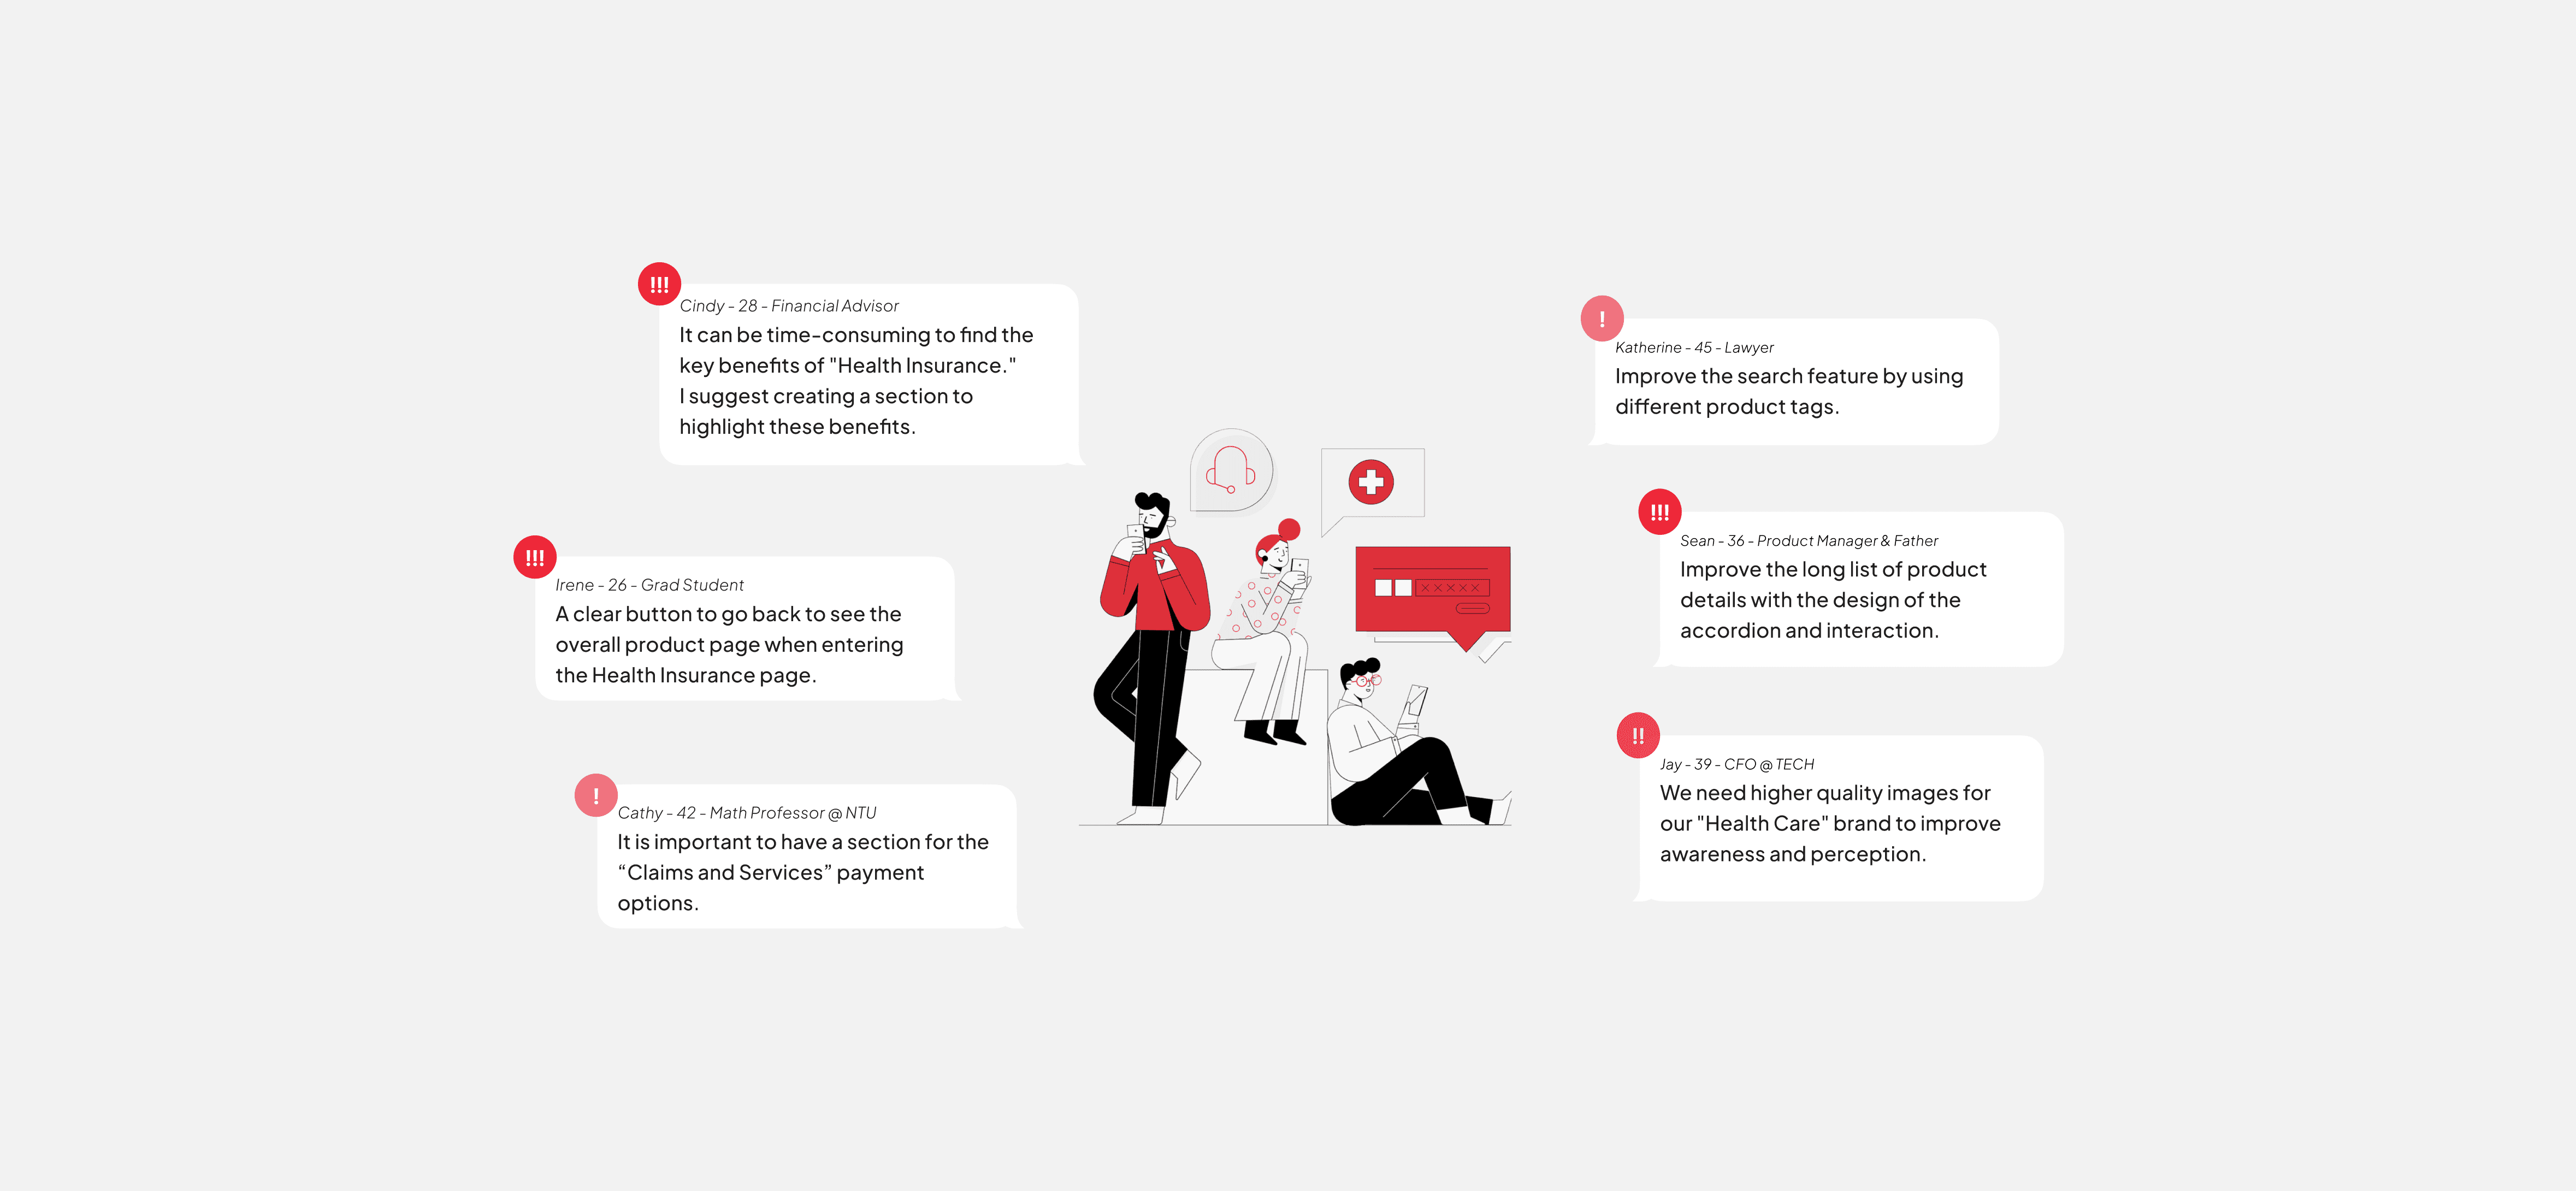 !!!
Cindy - 28 - Financial Advisor
It can be time-consuming to find the
key benefits of "Health Insurance."
I suggest creating a section to
highlight these benefits.
!!!
Irene - 26 - Grad Student
A clear button to go back to see the
overall product page when entering
the Health Insurance page.
!
Cathy - 42 - Math Professor @ NTU
It is important to have a section for the
“Claims and Services” payment
options.
!
Katherine - 45 - Lawyer
Improve the search feature by using
different product tags.
!!!
Sean - 36 - Product Manager & Father
Improve the long list of product
details with the design of the
accordion and interaction.
!!
Jay - 39 - CFO @ TECH
We need higher quality images for
our "Health Care" brand to improve
awareness and perception.